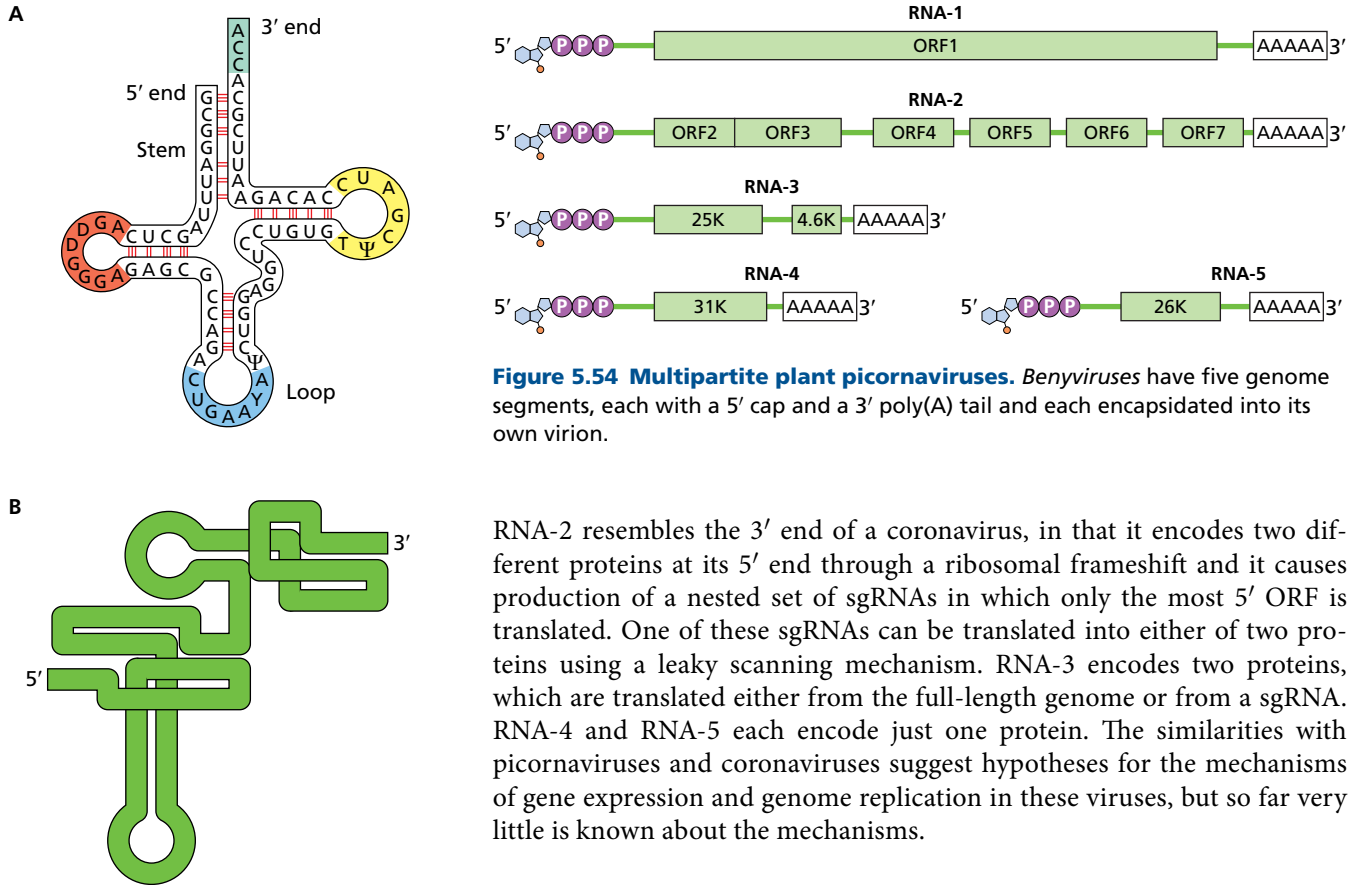 A
3′ end
A
C
C
A
C
G
C
U
U
A
A
5′ end
G
C
G
G
A
U
U
U
A
Stem
GACAC
CUAGCΨT
CUGUC
CUCG
AGDDGGGA
GAGC
G
C
C
A
G
A
CUGAAAYA
Ψ
C
U
G
G
A
G
G
U
C
Loop
B
3′
5′
RNA-1
5′ P P P ORF1 AAAAA 3′
RNA-2
5′ P P P ORF2 ORF3 ORF4 ORF5 ORF6 ORF7 AAAAA 3′
RNA-3
5′ P P P 25K 4.6K AAAAA 3′
RNA-4
5′ P P P 31K AAAAA 3′
RNA-5
5′ P P P 26K AAAAA 3′
Figure 5.54 Multipartite plant picornaviruses. Benyviruses have five genome
segments, each with a 5′ cap and a 3′ poly(A) tail and each encapsidated into its
own virion.
RNA-2 resembles the 3′ end of a coronavirus, in that it encodes two dif-
ferent proteins at its 5′ end through a ribosomal frameshift and it causes
production of a nested set of sgRNAs in which only the most 5′ ORF is
translated. One of these sgRNAs can be translated into either of two pro-
teins using a leaky scanning mechanism. RNA-3 encodes two proteins,
which are translated either from the full-length genome or from a sgRNA.
RNA-4 and RNA-5 each encode just one protein. The similarities with
picornaviruses and coronaviruses suggest hypotheses for the mechanisms
of gene expression and genome replication in these viruses, but so far very
little is known about the mechanisms.